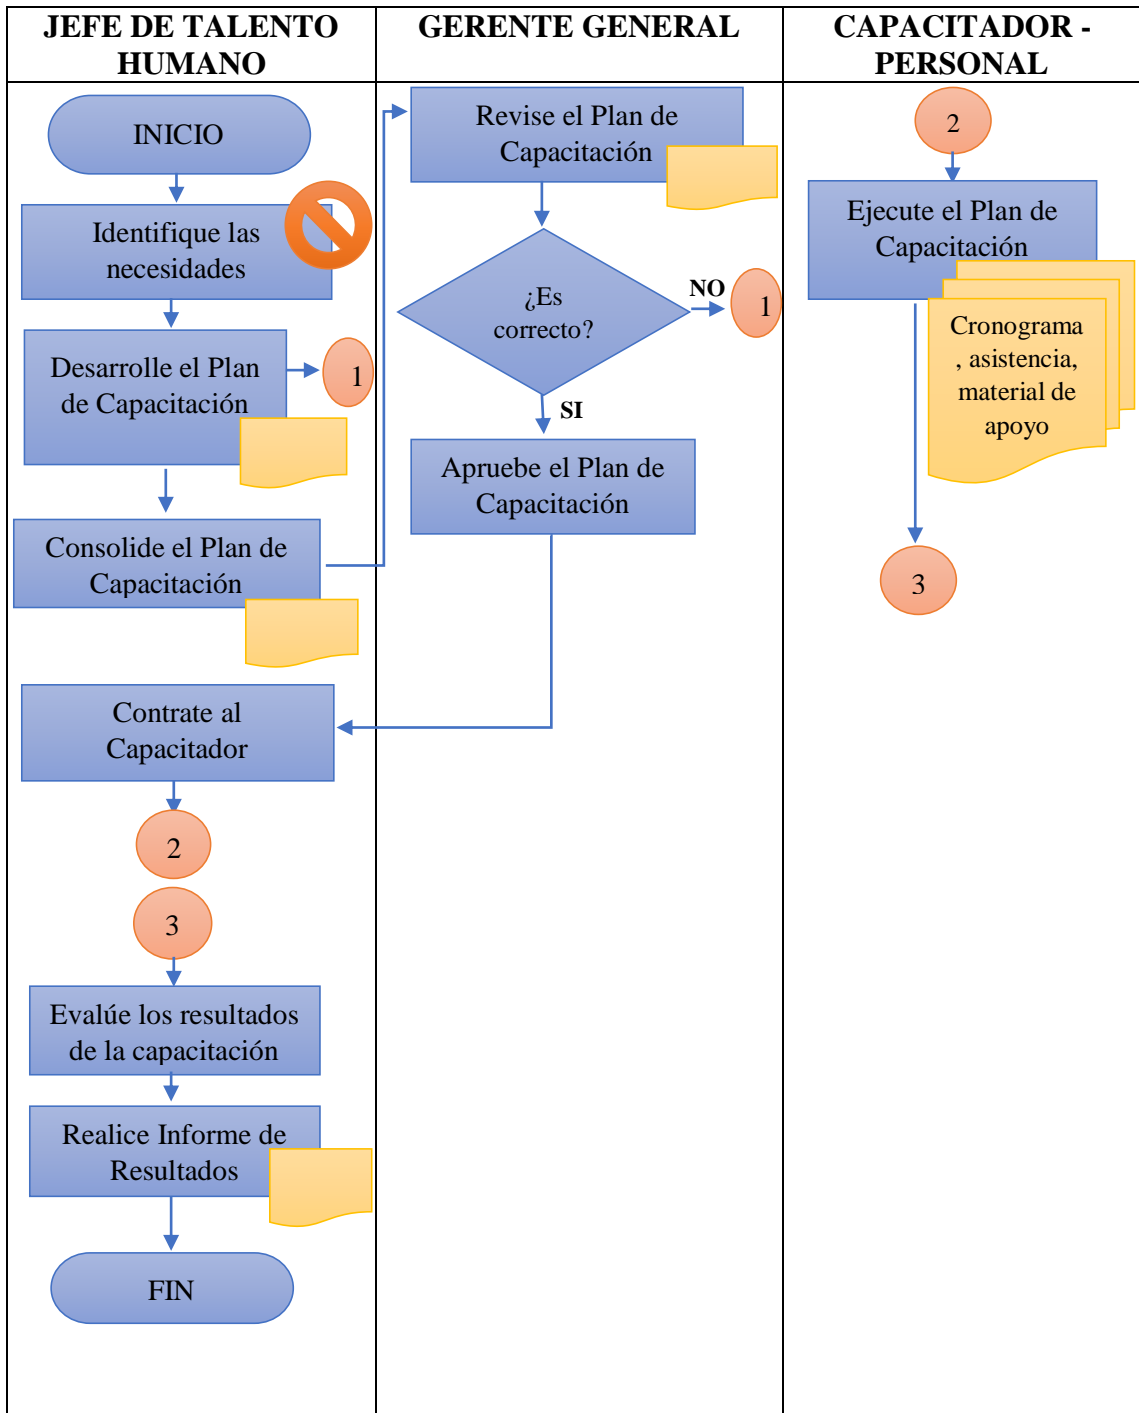 JEFE DE TALENTO
HUMANO
GERENTE GENERAL
CAPACITADOR -
PERSONAL
INICIO
Identifique las
necesidades
Desarrolle el Plan
de Capacitación
1
Consolide el Plan de
Capacitación
Contrate al
Capacitador
2
3
Evalúe los resultados
de la capacitación
Realice Informe de
Resultados
FIN
Revise el Plan de
Capacitación
¿Es
correcto?
NO
1
SI
Apruebe el Plan de
Capacitación
2
Ejecute el Plan de
Capacitación
Cronograma
, asistencia,
material de
apoyo
3